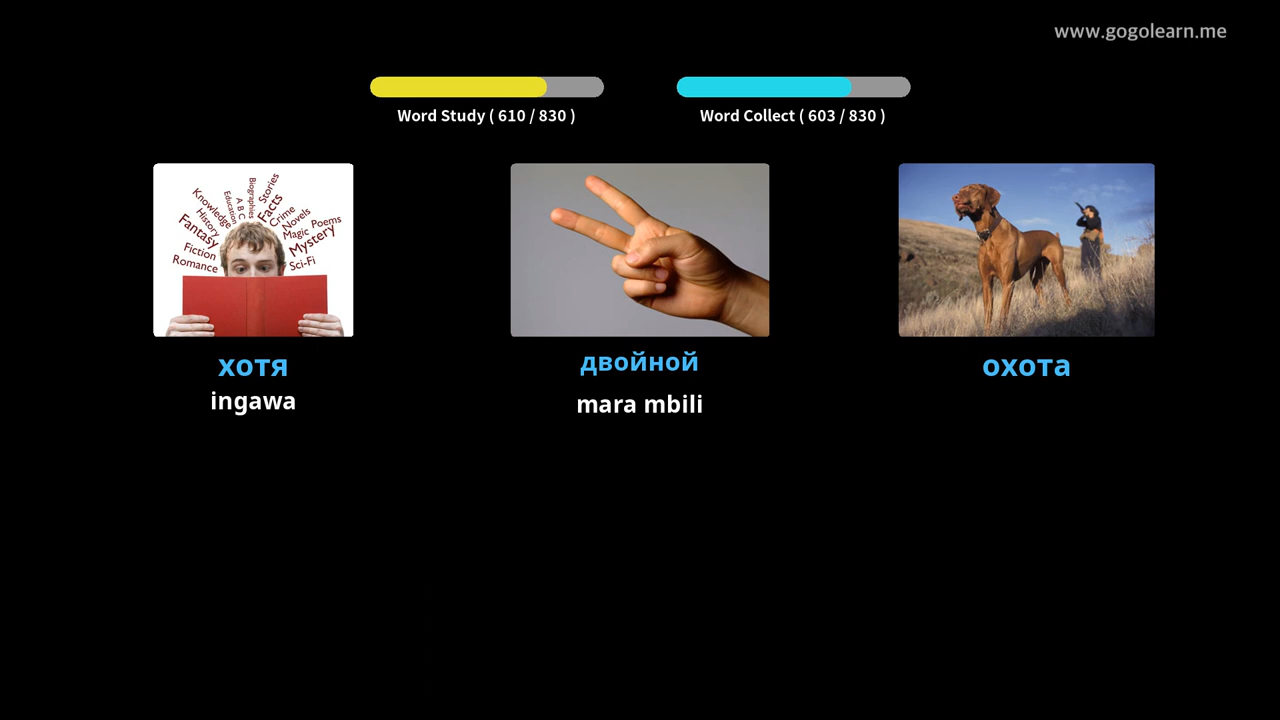 www.gogolearn.me
Word Study ( 610 / 830 )
Word Collect ( 603 / 830 )
Knowledge
History
Education
A B C
Biographies
Stories
Facts
Crime
Novels
Magic
Poems
Mystery
Fantasy
Fiction
Romance
Sci-Fi
хотя
двойной
охота
ingawa
mara mbili